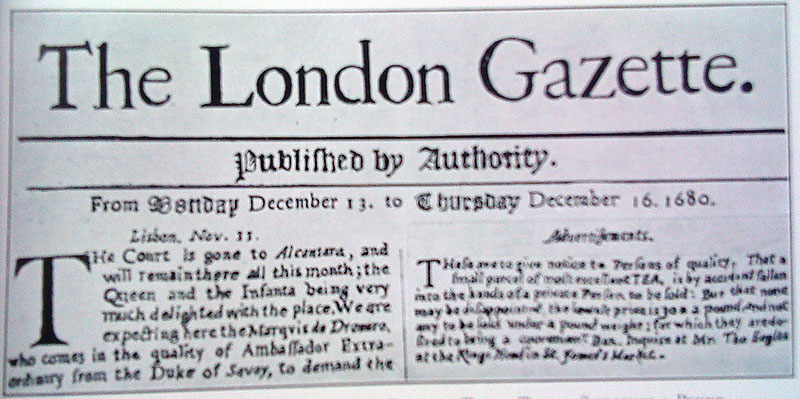 The London Gazette.
Publiſhed by Authority.
From Monday December 13. to Thursday December 16. 1680.
Lisbon, Nov. 11.
THe Court is gone to Alcantara, and
will remain there all this month; the
Queen and the Infanta being very
much delighted with the place. We are
expecting here the Marqvis de Dronero,
who comes in the quality of Ambaſſador Extra-
ordinary from the Duke of Savoy, to demand the
Advertiſements.
THeſe are to give notice to Perſons of quality, That a
ſmall parcel of moſt excellent TEA, is by accident fallen
into the hands of a private Perſon to be ſold: But that none
may be diſappointed, the loweſt price is 30 s a pound, and not
any to be ſold under a pound weight; for which they are de-
ſired to bring a convenient Box. Inquire at Mr. Tho. Eagles
at the Kings Head in St. James's Market.